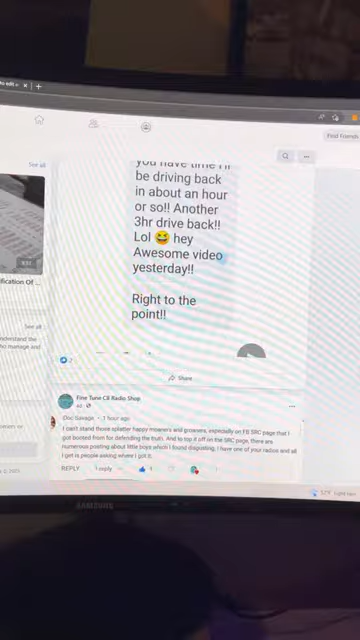 Find Friends
See all
you have time I'll
be driving back
in about an hour
or so!! Another
3hr drive back!!
Lol 😆 hey
Awesome video
yesterday!!
Right to the
point!!
ification Of ...
See all
nderstand the
Share
Fine Tune CB Radio Shop
Doc Savage • 1 hour ago
I can't stand those splatter happy moaners and groaners, especially on FB SRC page that I
got booted from for defending the truth. And to top it off on the SRC page, there are
numerous posting about little boys which I found disgusting. I have one of your radios and all
I get is people asking where I got it.
REPLY 1 reply
SAMSUNG